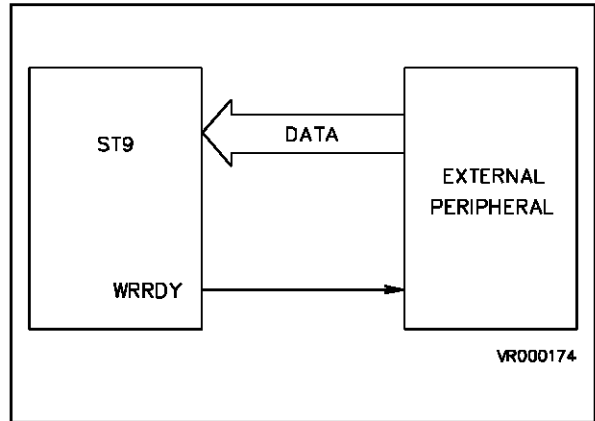 ST9
DATA
EXTERNAL
PERIPHERAL
WRRDY
VR000174